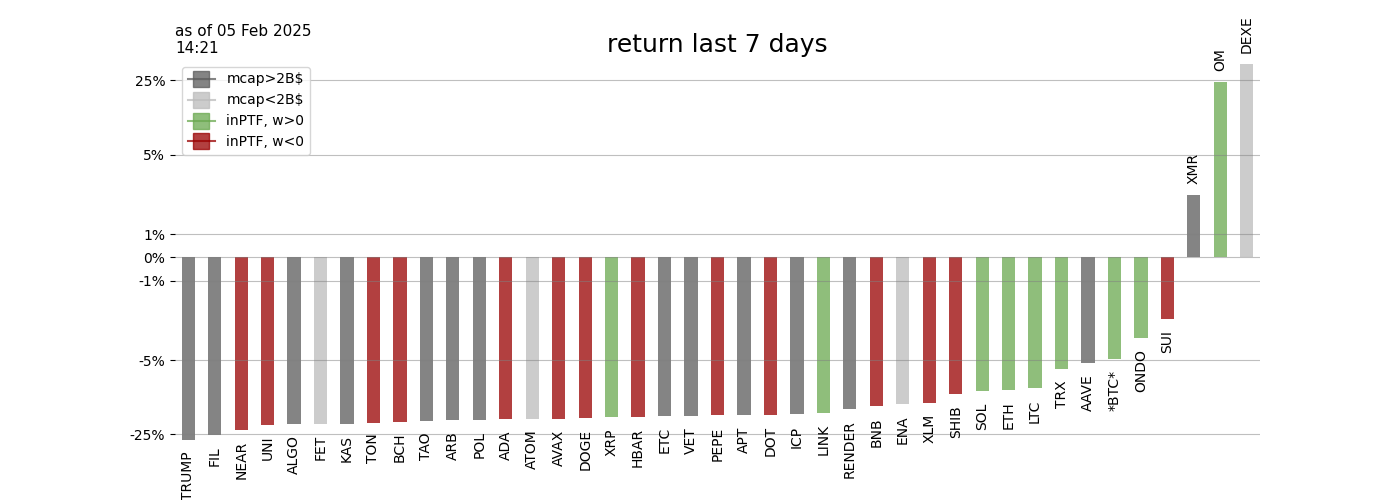 as of 05 Feb 2025
14:21
return last 7 days
mcap>2B$
mcap<2B$
inPTF, w>0
inPTF, w<0
25%
5%
1%
0%
-1%
-5%
-25%
TRUMP
FIL
NEAR
UNI
ALGO
FET
KAS
TON
BCH
TAO
ARB
POL
ADA
ATOM
AVAX
DOGE
XRP
HBAR
ETC
VET
PEPE
APT
DOT
ICP
LINK
RENDER
BNB
ENA
XLM
SHIB
SOL
ETH
LTC
TRX
AAVE
*BTC*
ONDO
SUI
XMR
OM
DEXE